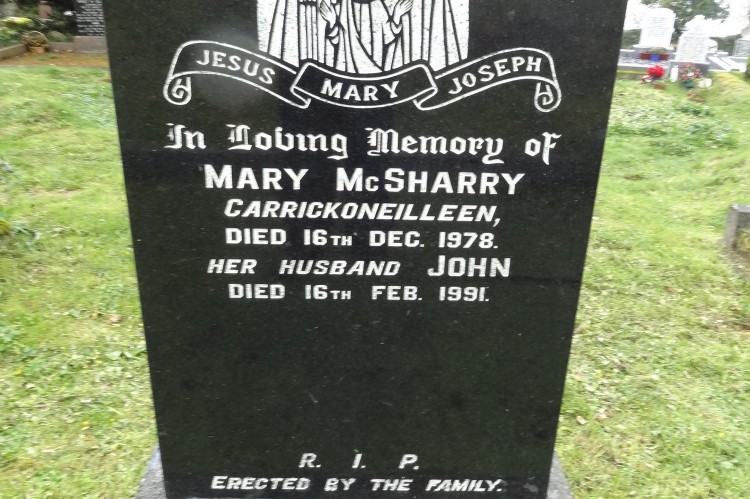 JESUS MARY JOSEPH
In Loving Memory of
MARY McSHARRY
CARRICKONEILLEEN,
DIED 16TH DEC. 1978.
HER HUSBAND JOHN
DIED 16TH FEB. 1991.
R. I. P.
ERECTED BY THE FAMILY.